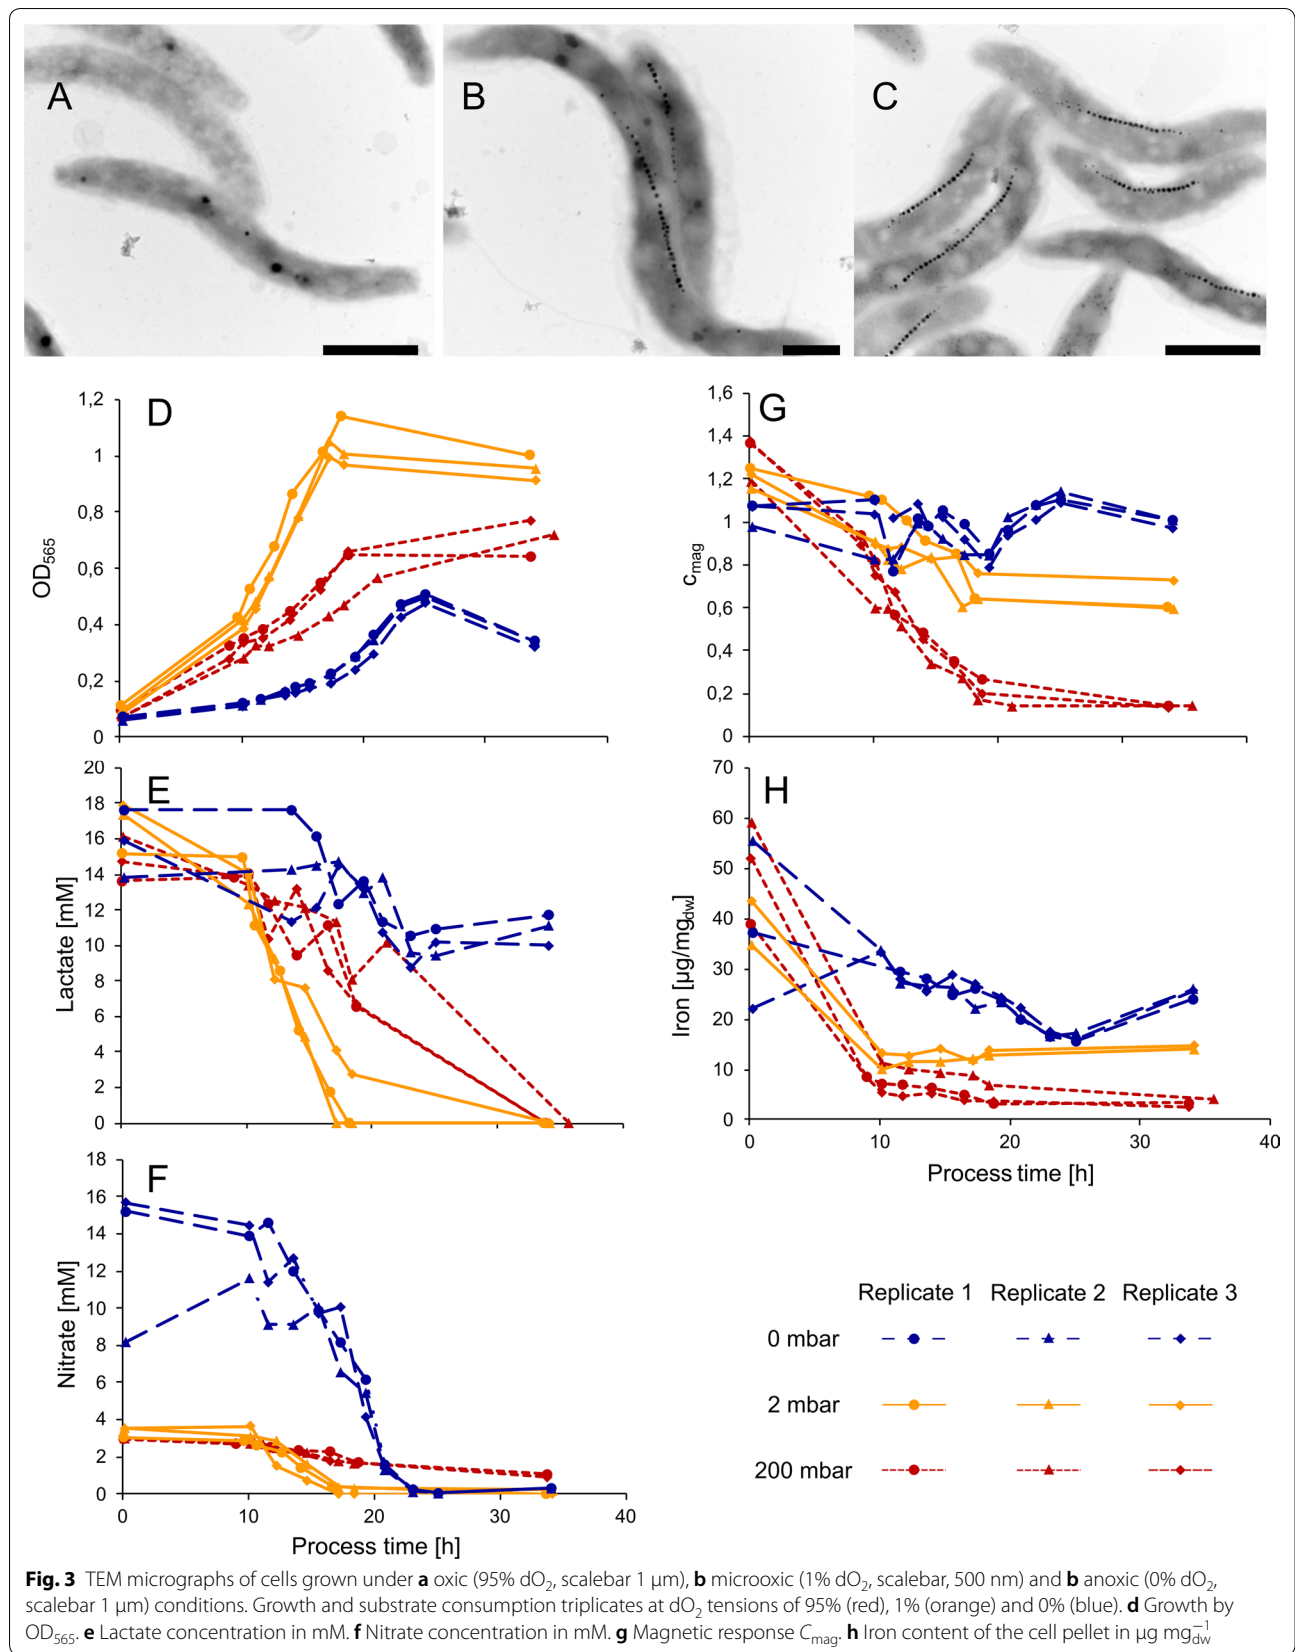 A
B
C
D
1,2
1
0,8
0,6
0,4
0,2
0
OD565
G
1,6
1,4
1,2
1
0,8
0,6
0,4
0,2
0
cmag
E
20
18
16
14
12
10
8
6
4
2
0
Lactate [mM]
H
70
60
50
40
30
20
10
0
Iron [µg/mgdw]
0 10 20 30 40
Process time [h]
F
18
16
14
12
10
8
6
4
2
0
Nitrate [mM]
0 10 20 30 40
Process time [h]
Replicate 1 Replicate 2 Replicate 3
0 mbar
2 mbar
200 mbar
Fig. 3 TEM micrographs of cells grown under a oxic (95% dO2, scalebar 1 µm), b microoxic (1% dO2, scalebar, 500 nm) and b anoxic (0% dO2,
scalebar 1 µm) conditions. Growth and substrate consumption triplicates at dO2 tensions of 95% (red), 1% (orange) and 0% (blue). d Growth by
OD565. e Lactate concentration in mM. f Nitrate concentration in mM. g Magnetic response Cmag. h Iron content of the cell pellet in µg mgdw−1